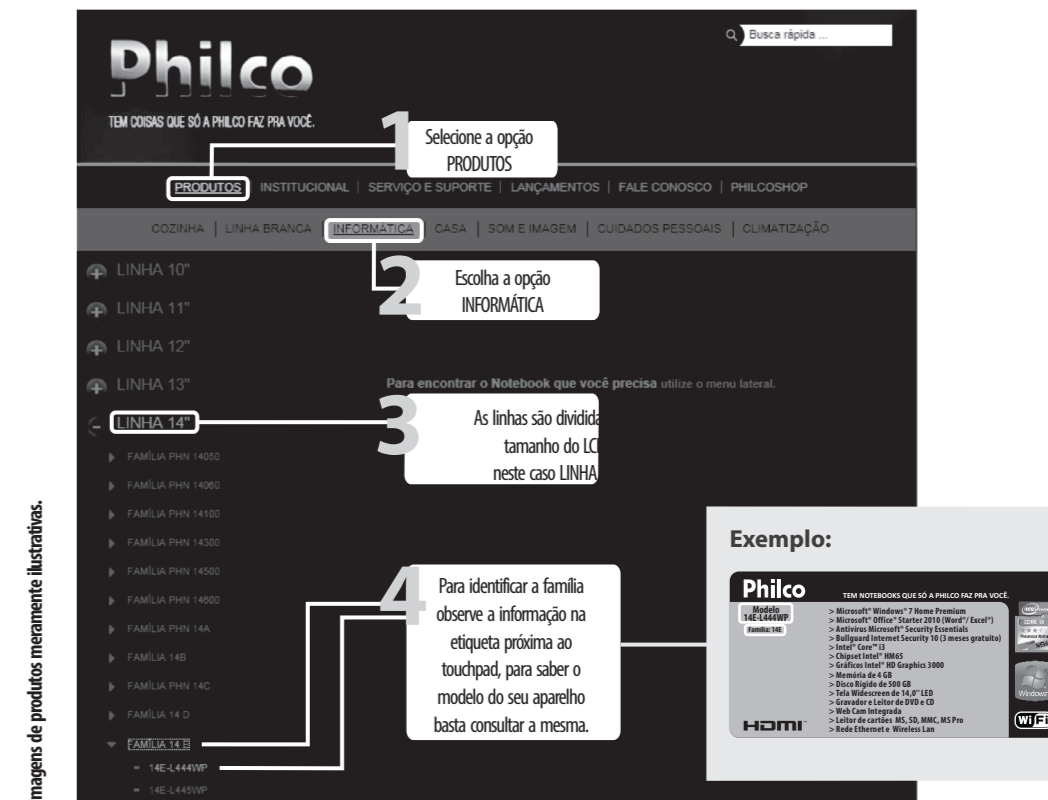 Philco
TEM COISAS QUE SÓ A PHILCO FAZ PRA VOCÊ.
Busca rápida ...
1
Selecione a opção
PRODUTOS
PRODUTOS INSTITUCIONAL | SERVIÇO E SUPORTE | LANÇAMENTOS | FALE CONOSCO | PHILCOSHOP
COZINHA | LINHA BRANCA | INFORMÁTICA | CASA | SOM E IMAGEM | CUIDADOS PESSOAIS | CLIMATIZAÇÃO
2
Escolha a opção
INFORMÁTICA
LINHA 10"
LINHA 11"
LINHA 12"
LINHA 13"
LINHA 14"
Para encontrar o Notebook que você precisa utilize o menu lateral.
3
As linhas são dividida
tamanho do LC
neste caso LINHA
FAMÍLIA PHN 14050
FAMÍLIA PHN 14060
FAMÍLIA PHN 14100
FAMÍLIA PHN 14300
FAMÍLIA PHN 14500
FAMÍLIA PHN 14600
FAMÍLIA PHN 14A
FAMÍLIA 14B
FAMÍLIA PHN 14C
FAMÍLIA 14 D
FAMÍLIA 14 E
14E-L444WP
14E-L445WP
4
Para identificar a família
observe a informação na
etiqueta próxima ao
touchpad, para saber o
modelo do seu aparelho
basta consultar a mesma.
Exemplo:
Philco
TEM NOTEBOOKS QUE SÓ A PHILCO FAZ PRA VOCÊ.
Modelo
14E-L444WP
Família: 14E
> Microsoft® Windows® 7 Home Premium
> Microsoft® Office® Starter 2010 (Word®/ Excel®)
> Antivírus Microsoft® Security Essentials
> Bullguard Internet Security 10 (3 meses gratuito)
> Intel® Core™ i3
> Chipset Intel® HM65
> Gráficos Intel® HD Graphics 3000
> Memória de 4 GB
> Disco Rígido de 500 GB
> Tela Widescreen de 14,0" LED
> Gravador e Leitor de DVD e CD
> Web Cam Integrada
> Leitor de cartões MS, SD, MMC, MS Pro
> Rede Ethernet e Wireless Lan
HDMI
CORE i3
Windows
Wi Fi
magens de produtos meramente ilustrativas.